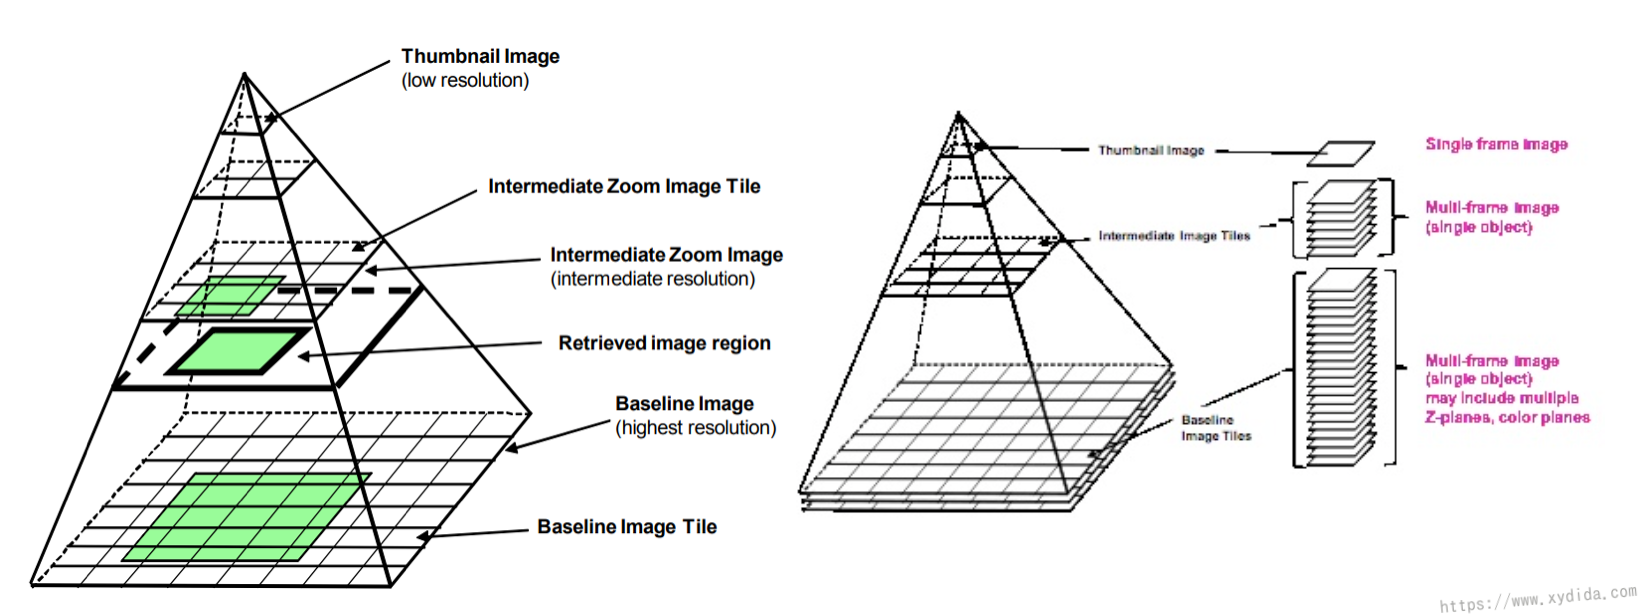 Thumbnail Image
(low resolution)
Intermediate Zoom Image Tile
Intermediate Zoom Image
(intermediate resolution)
Retrieved image region
Baseline Image
(highest resolution)
Baseline Image Tile
Thumbnail Image
Single frame image
Multi-frame image
(single object)
Intermediate Image Tiles
Multi-frame image
(single object)
may include multiple
Z-planes, color planes
Baseline
Image Tiles
https://www.xydida.com